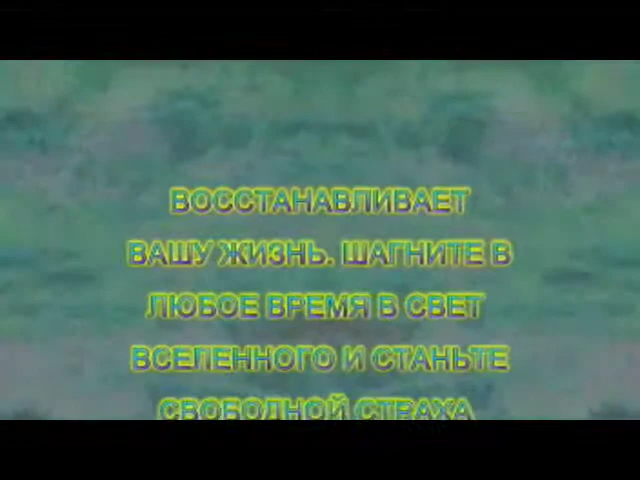 ВОССТАНАВЛИВАЕТ
ВАШУ ЖИЗНЬ. ШАГНИТЕ В
ЛЮБОЕ ВРЕМЯ В СВЕТ
ВСЕЛЕННОГО И СТАНЬТЕ
СВОБОДНОЙ СТРАХА